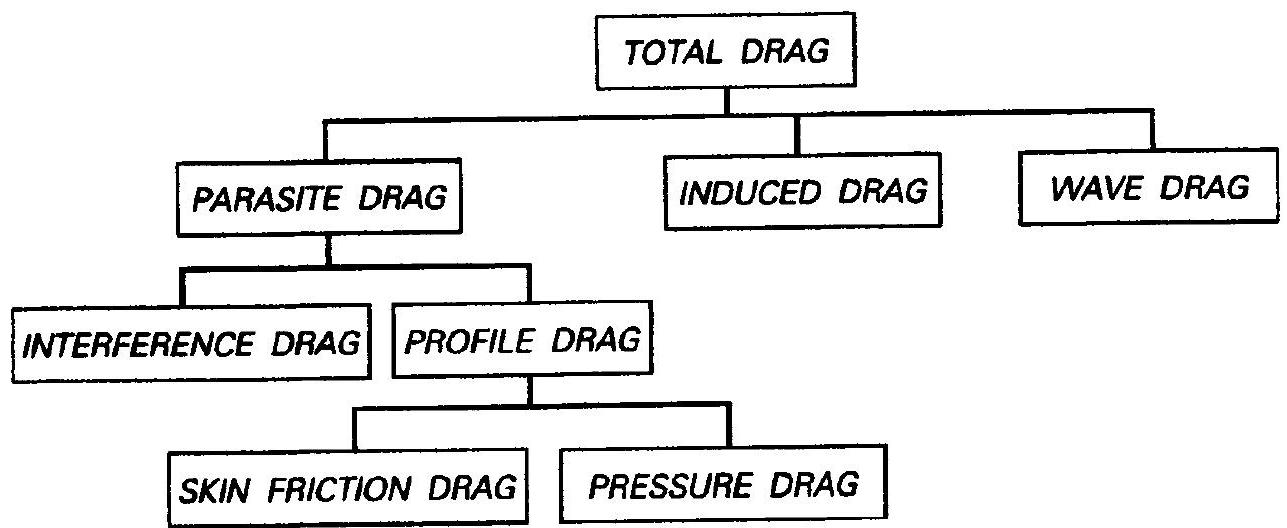 TOTAL DRAG
PARASITE DRAG
INDUCED DRAG
WAVE DRAG
INTERFERENCE DRAG
PROFILE DRAG
SKIN FRICTION DRAG
PRESSURE DRAG